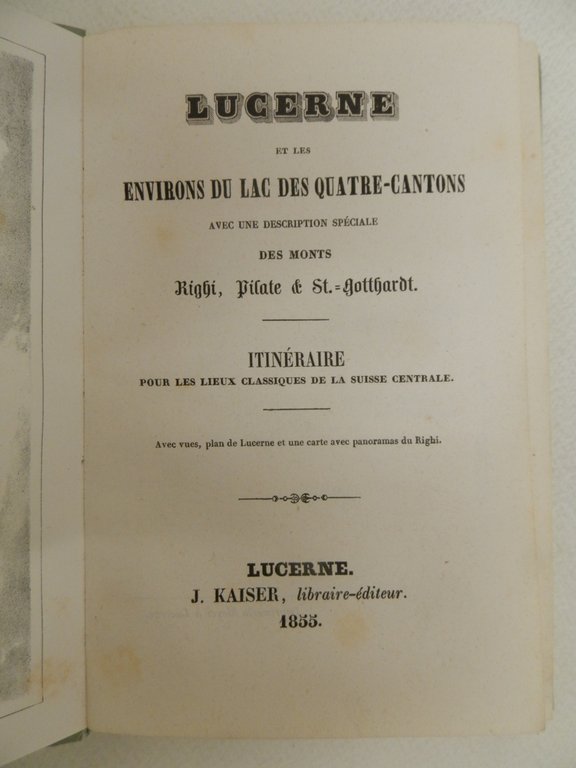 LUCERNE
ET LES
ENVIRONS DU LAC DES QUATRE-CANTONS
AVEC UNE DESCRIPTION SPÉCIALE
DES MONTS
Righi, Pilate & St.=Gotthardt.
ITINÉRAIRE
POUR LES LIEUX CLASSIQUES DE LA SUISSE CENTRALE.
Avec vues, plan de Lucerne et une carte avec panoramas du Righi.
LUCERNE.
J. KAISER, libraire-éditeur.
1855.